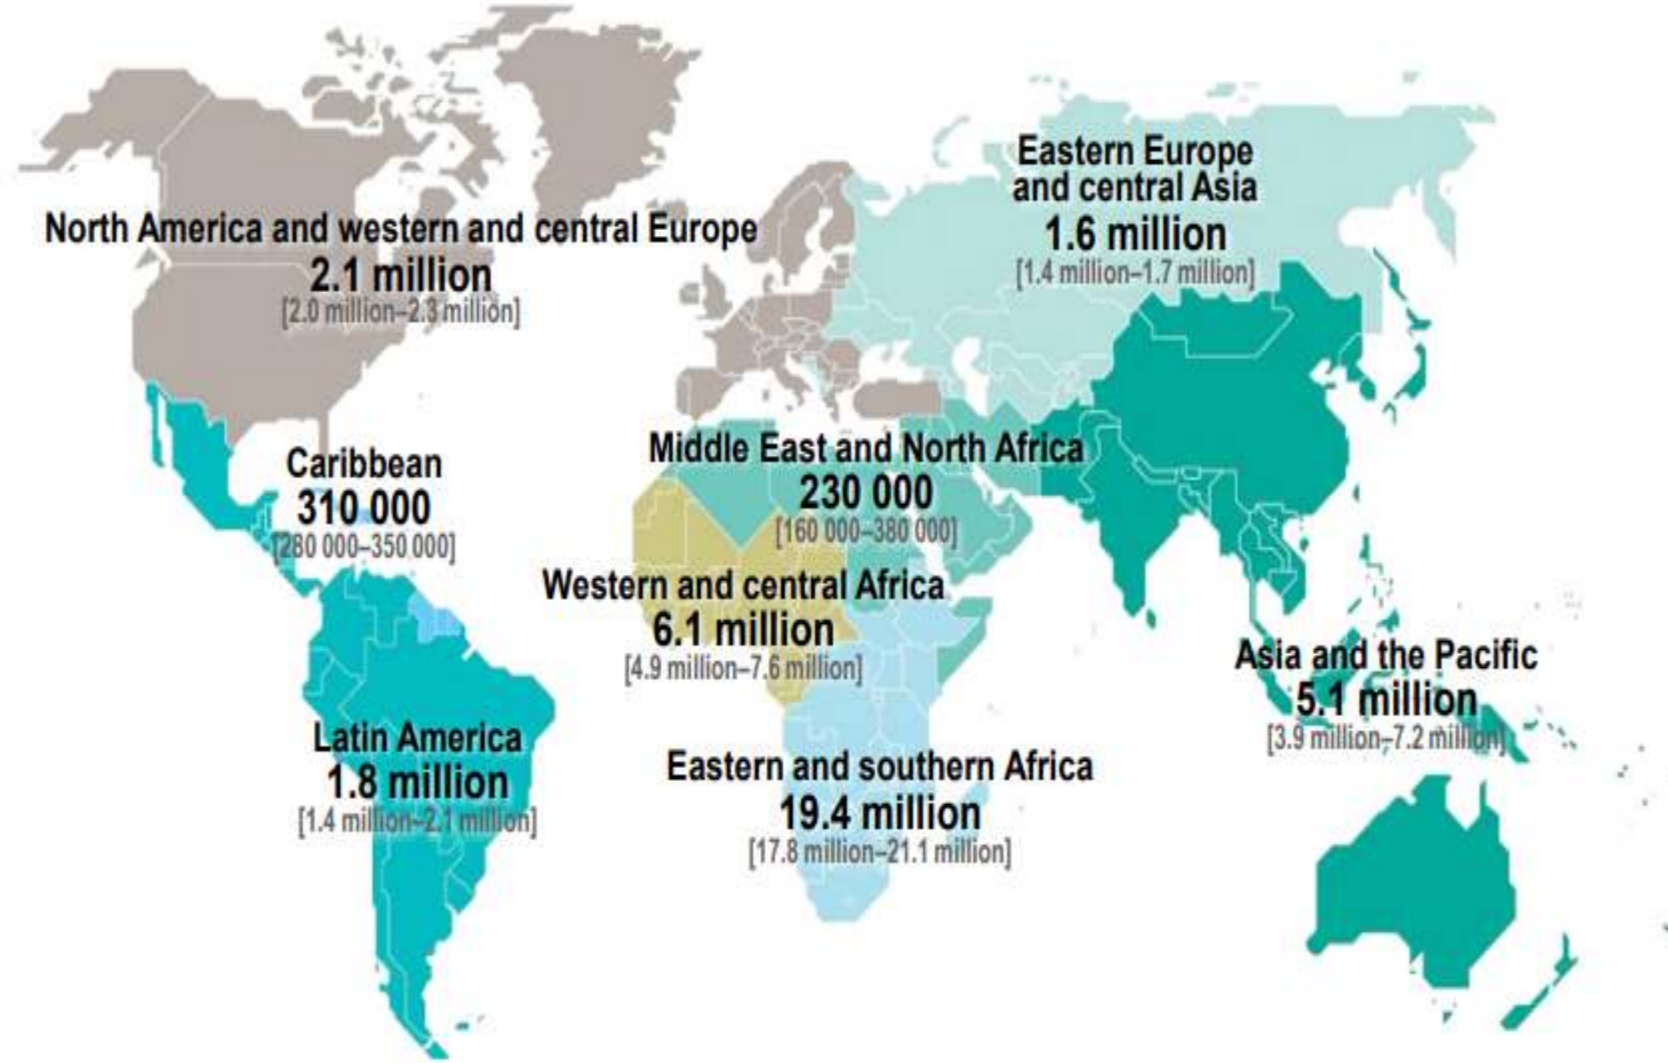 Eastern Europe
and central Asia
1.6 million
[1.4 million–1.7 million]
North America and western and central Europe
2.1 million
[2.0 million–2.3 million]
Middle East and North Africa
230 000
[160 000–380 000]
Caribbean
310 000
[280 000–350 000]
Western and central Africa
6.1 million
[4.9 million–7.6 million]
Asia and the Pacific
5.1 million
[3.9 million–7.2 million]
Latin America
1.8 million
[1.4 million–2.1 million]
Eastern and southern Africa
19.4 million
[17.8 million–21.1 million]